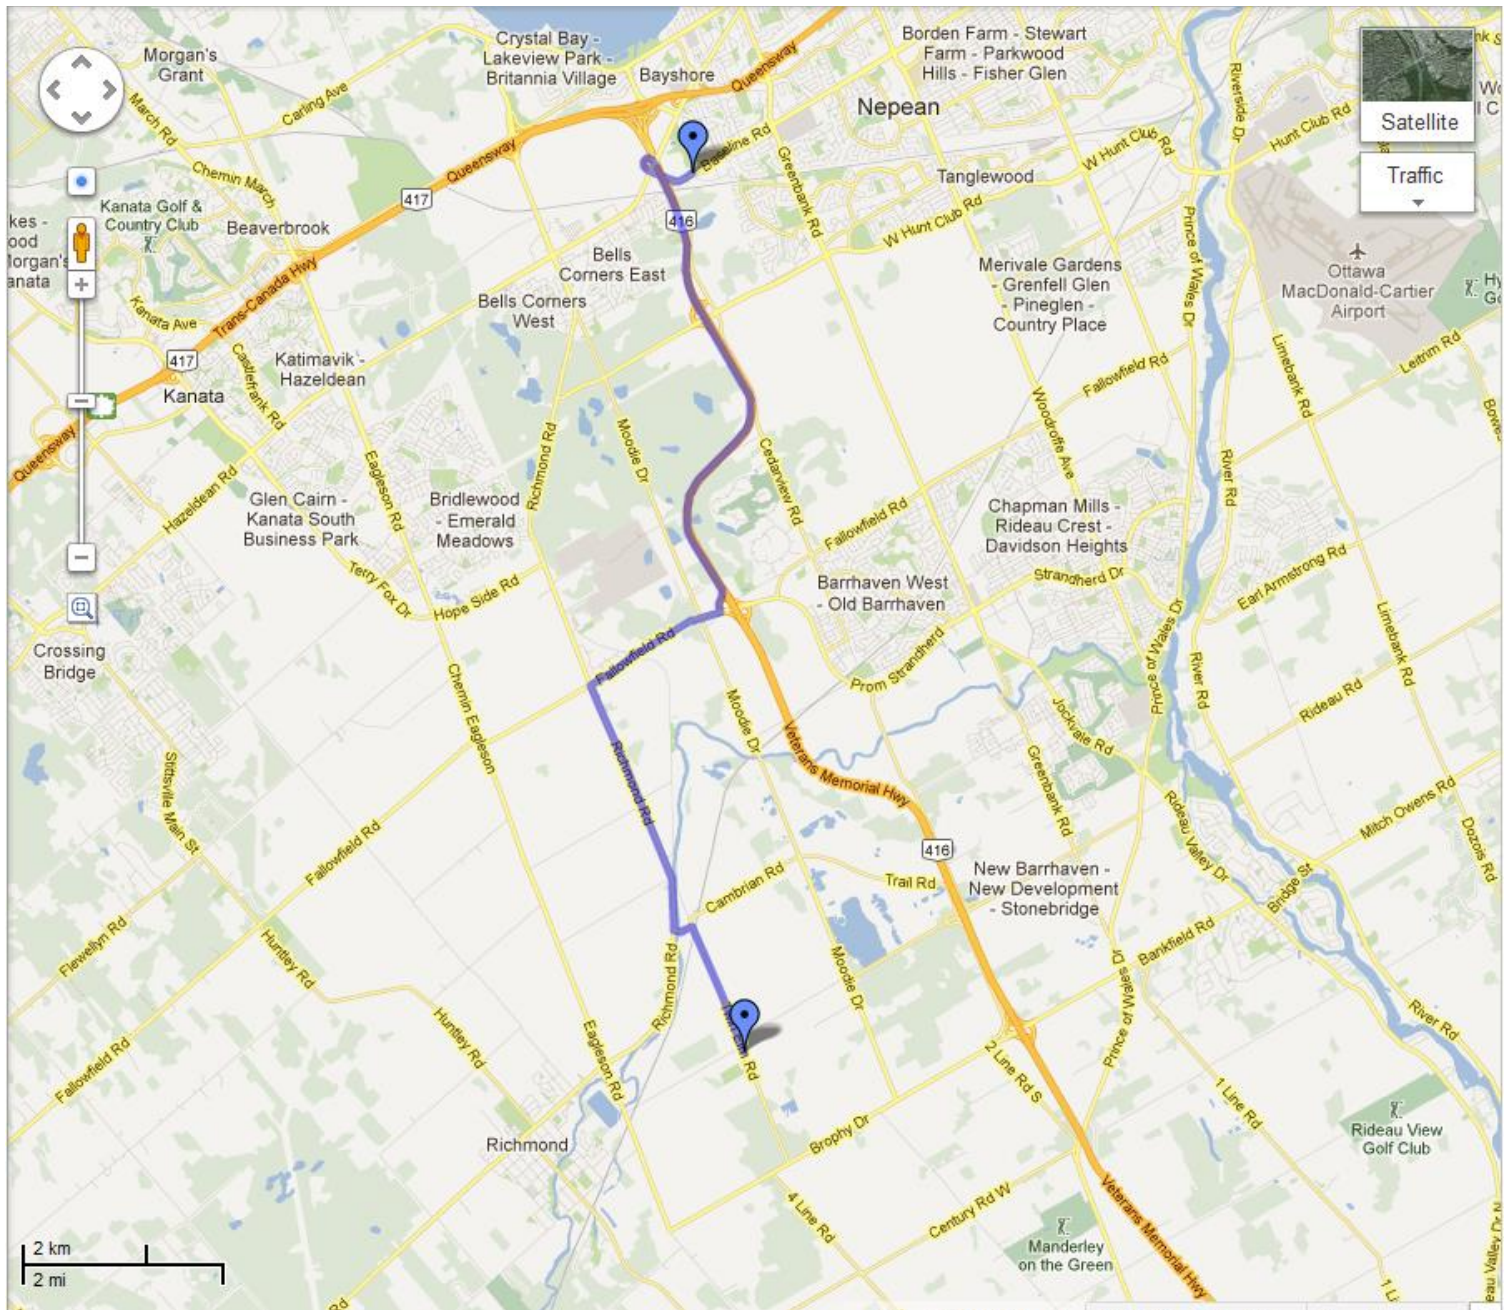 Morgan's
Grant
Crystal Bay -
Lakeview Park -
Britannia Village
Bayshore
Queensway
Borden Farm - Stewart
Farm - Parkwood
Hills - Fisher Glen
Nepean
Riverside Dr
Satellite
Traffic
March Rd
Carling Ave
Queensway
417
Baseline Rd
Greenbank Rd
W Hunt Club Rd
Hunt Club Rd
Tanglewood
Chemin March
Kanata Golf &
Country Club
Beaverbrook
416
W Hunt Club Rd
Prince of Wales Dr
Bells
Corners East
Bells Corners
West
Merivale Gardens
- Grenfell Glen
- Pineglen -
Country Place
Ottawa
MacDonald-Cartier
Airport
Trans-Canada Hwy
Kanata Ave
417
Kanata
Castlefrank Rd
Katimavik -
Hazeldean
Limebank Rd
Leitrim Rd
Fallowfield Rd
Woodroffe Ave
Queensway
Hazeldean Rd
Eagleson Rd
Richmond Rd
Moodie Dr
Cedarview Rd
River Rd
Glen Cairn -
Kanata South
Business Park
Bridlewood
- Emerald
Meadows
Fallowfield Rd
Chapman Mills -
Rideau Crest -
Davidson Heights
Terry Fox Dr
Hope Side Rd
Barrhaven West
- Old Barrhaven
Strandherd Dr
Earl Armstrong Rd
Limebank Rd
Crossing
Bridge
Fallowfield Rd
Prom Strandherd
Prince of Wales Dr
River Rd
Rideau Rd
Chemin Eagleson
Moodie Dr
Jockvale Rd
Stittsville Main St
Richmond Rd
Veterans Memorial Hwy
Greenbank Rd
Rideau Valley Dr
Mitch Owens Rd
Dozois Rd
Fallowfield Rd
416
Cambrian Rd
Trail Rd
New Barrhaven -
New Development
- Stonebridge
Bridge St
Bankfield Rd
Flewellyn Rd
Huntley Rd
Richmond Rd
Moodie Dr
Prince of Wales Dr
River Rd
Huntley Rd
Fallowfield Rd
Eagleson Rd
2 Line Rd S
1 Line Rd
Rideau View
Golf Club
Richmond
Brophy Dr
4 Line Rd
Century Rd W
Manderley
on the Green
Veterans Memorial Hwy
2 km
2 mi